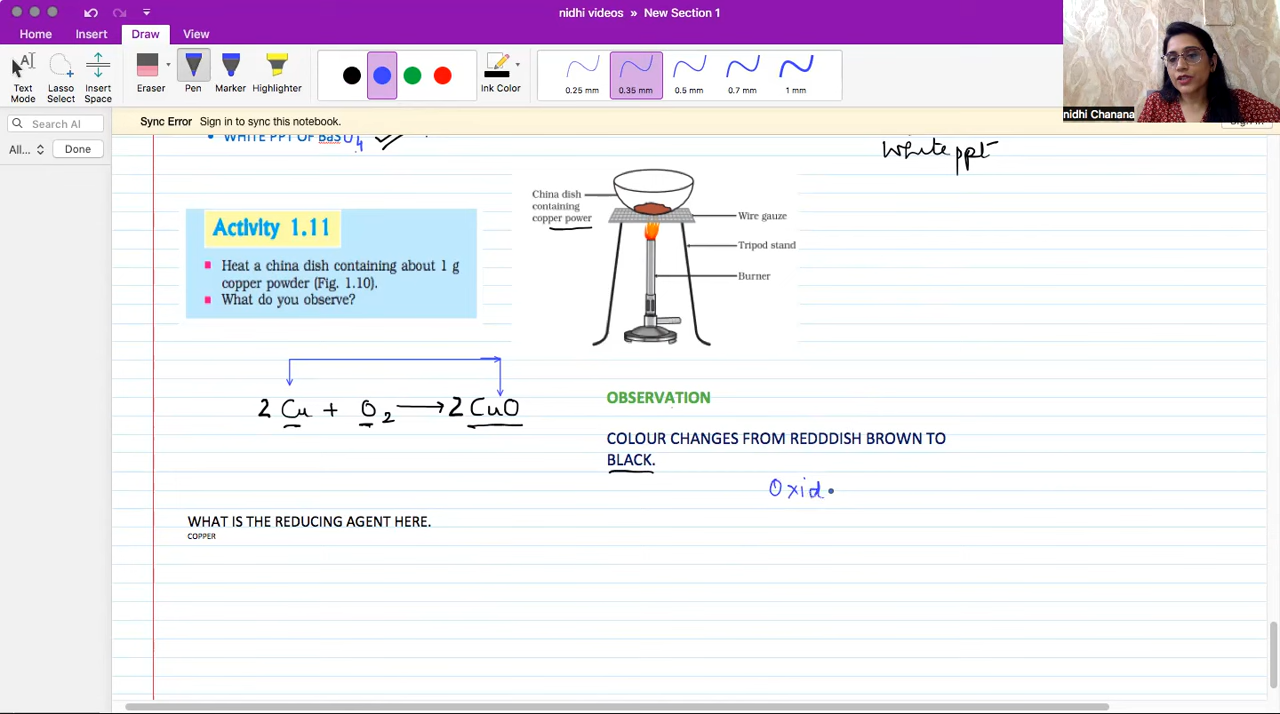 nidhi videos » New Section 1
Home Insert Draw View
Text Mode
Lasso Select
Insert Space
Eraser
Pen
Marker
Highlighter
Ink Color
0.25 mm
0.35 mm
0.5 mm
0.7 mm
1 mm
nidhi Chanana
Search Al
Sync Error Sign in to sync this notebook.
All...
Done
WHITE PPT OF BaSO4
White ppt
China dish
containing
copper power
Wire gauze
Tripod stand
Burner
Activity 1.11
Heat a china dish containing about 1 g
copper powder (Fig. 1.10).
What do you observe?
2 Cu + O2 → 2 CuO
OBSERVATION
COLOUR CHANGES FROM REDDDISH BROWN TO
BLACK.
Oxid
WHAT IS THE REDUCING AGENT HERE.
COPPER